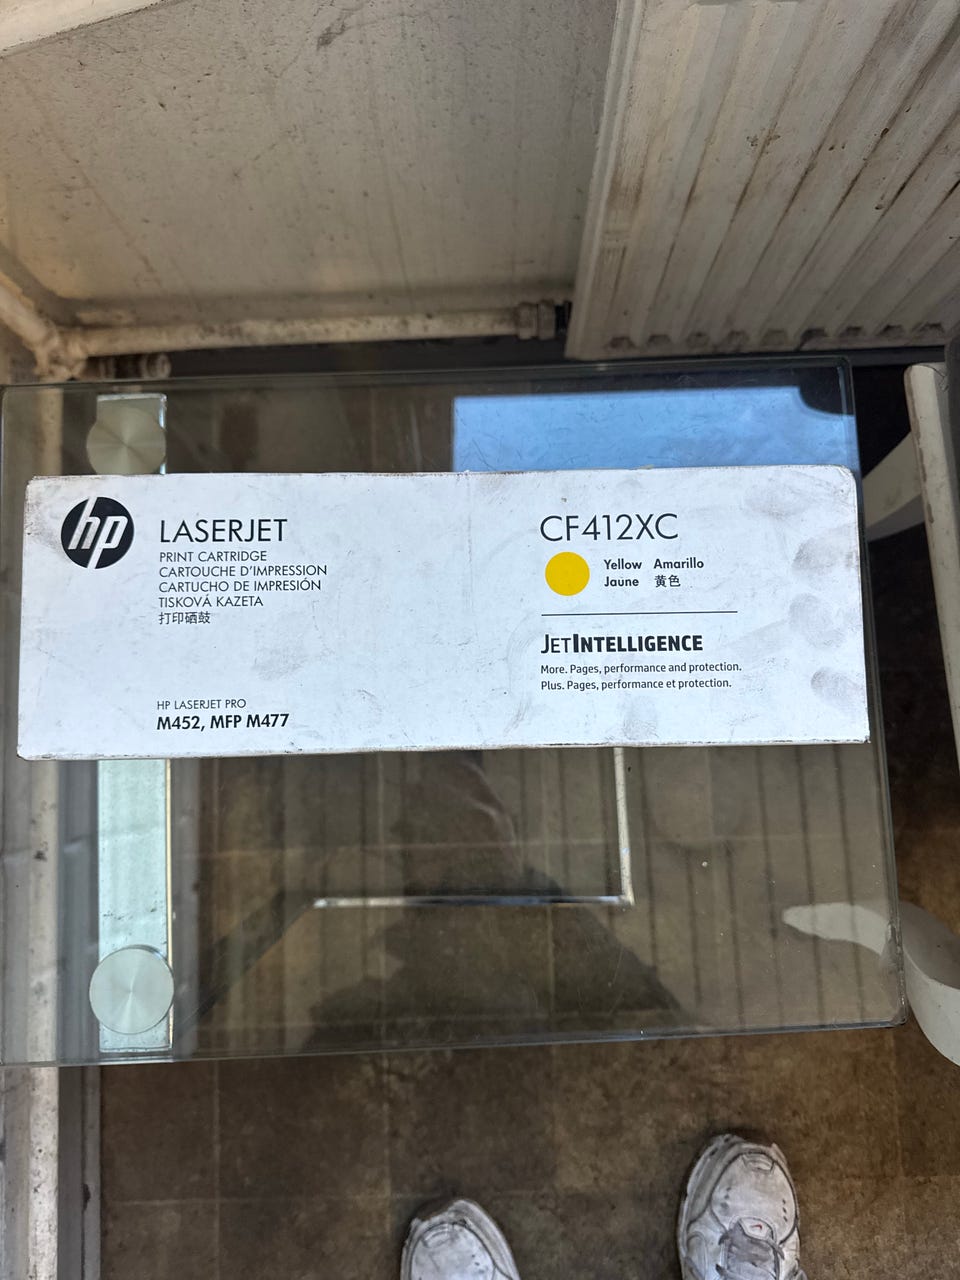 hp
LASERJET
PRINT CARTRIDGE
CARTOUCHE D'IMPRESSION
CARTUCHO DE IMPRESIÓN
TISKOVÁ KAZETA
打印硒鼓
HP LASERJET PRO
M452, MFP M477
CF412XC
Yellow Amarillo
Jaune 黄色
JETINTELLIGENCE
More. Pages, performance and protection.
Plus. Pages, performance et protection.